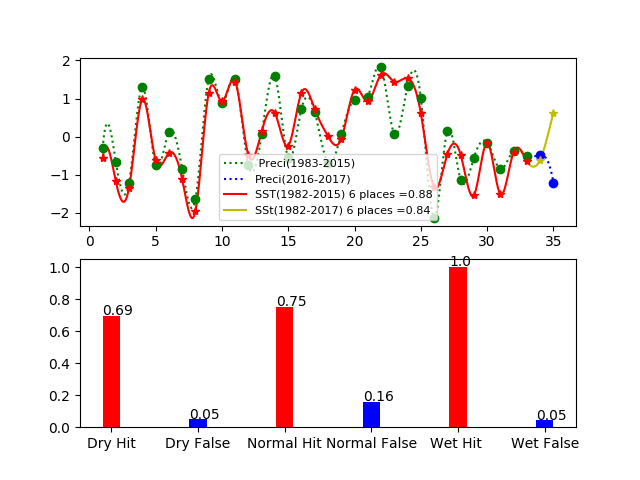 2
1
0
−1
−2
Preci(1983-2015)
Preci(2016-2017)
SST(1982-2015) 6 places =0.88
SSt(1982-2017) 6 places =0.84
0 5 10 15 20 25 30 35
1.0
0.8
0.6
0.4
0.2
0.0
0.69 0.05 0.75 0.16 1.0 0.05
Dry Hit Dry False Normal Hit Normal False Wet Hit Wet False